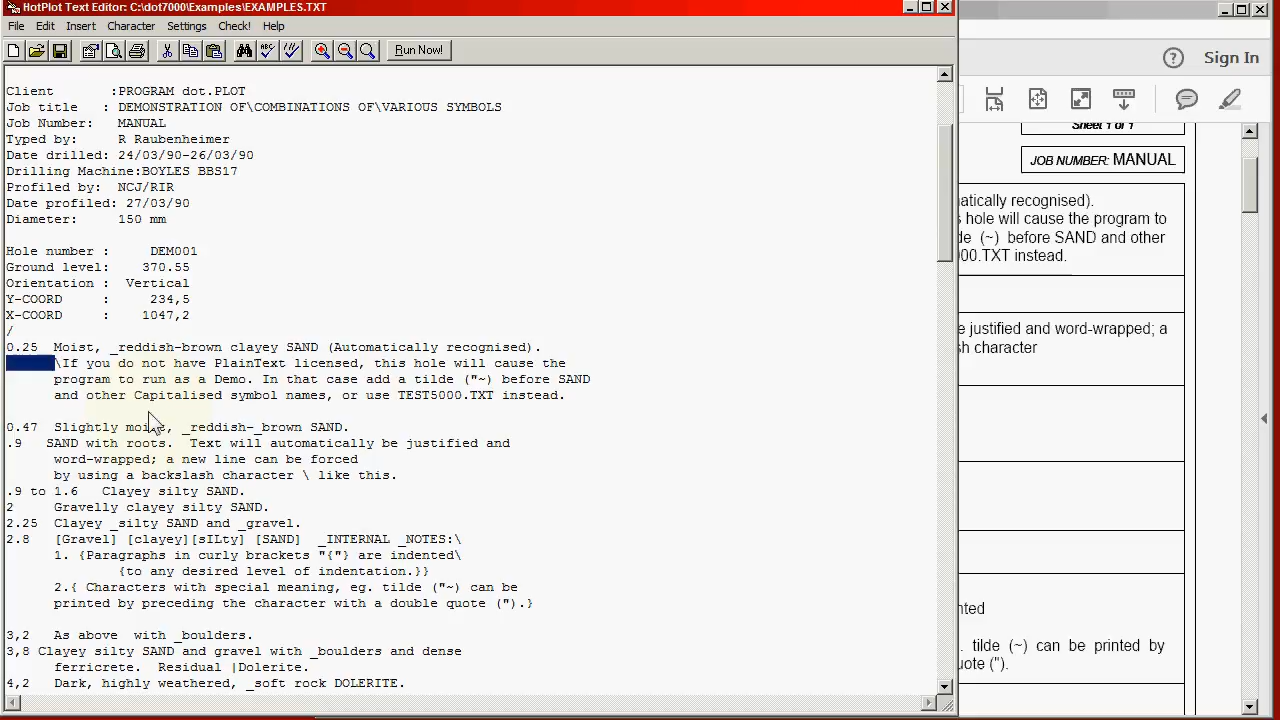 HotPlot Text Editor: C:\dot7000\Examples\EXAMPLES.TXT
File Edit Insert Character Settings Check! Help
Run Now!
Client :PROGRAM dot.PLOT
Job title : DEMONSTRATION OF\COMBINATIONS OF\VARIOUS SYMBOLS
Job Number: MANUAL
Typed by: R Raubenheimer
Date drilled: 24/03/90-26/03/90
Drilling Machine:BOYLES BBS17
Profiled by: NCJ/RIR
Date profiled: 27/03/90
Diameter: 150 mm
Hole number : DEM001
Ground level: 370.55
Orientation : Vertical
Y-COORD : 234,5
X-COORD : 1047,2
/
0.25 Moist, _reddish-brown clayey SAND (Automatically recognised).
\If you do not have PlainText licensed, this hole will cause the
program to run as a Demo. In that case add a tilde ("~) before SAND
and other Capitalised symbol names, or use TEST5000.TXT instead.
0.47 Slightly moist, _reddish-_brown SAND.
.9 SAND with roots. Text will automatically be justified and
word-wrapped; a new line can be forced
by using a backslash character \ like this.
.9 to 1.6 Clayey silty SAND.
2 Gravelly clayey silty SAND.
2.25 Clayey _silty SAND and _gravel.
2.8 [Gravel] [clayey][sILty] [SAND] _INTERNAL _NOTES:\
1. {Paragraphs in curly brackets "{"} are indented\
{to any desired level of indentation.}}
2.{ Characters with special meaning, eg. tilde ("~) can be
printed by preceding the character with a double quote (").}
3,2 As above with _boulders.
3,8 Clayey silty SAND and gravel with _boulders and dense
ferricrete. Residual |Dolerite.
4,2 Dark, highly weathered, _soft rock DOLERITE.
Sign In
Sheet 1 of 1
JOB NUMBER: MANUAL
matically recognised).
s hole will cause the program to
de (~) before SAND and other
000.TXT instead.
e justified and word-wrapped; a
sh character
nted
. tilde (~) can be printed by
uote (").